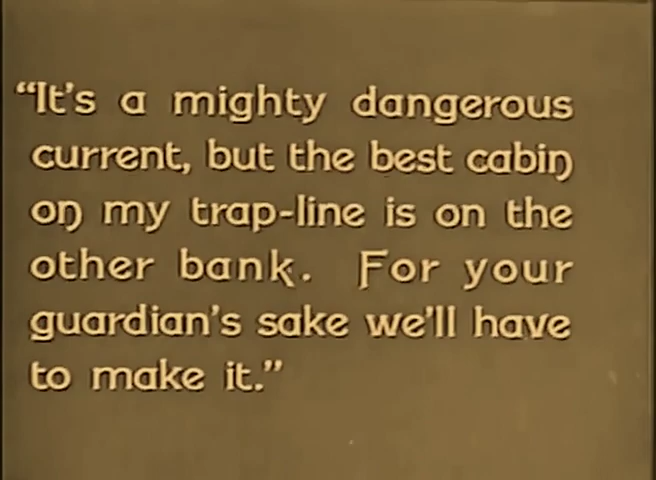 “It’s a mighty dangerous
current, but the best cabin
on my trap-line is on the
other bank. For your
guardian’s sake we’ll have
to make it.”